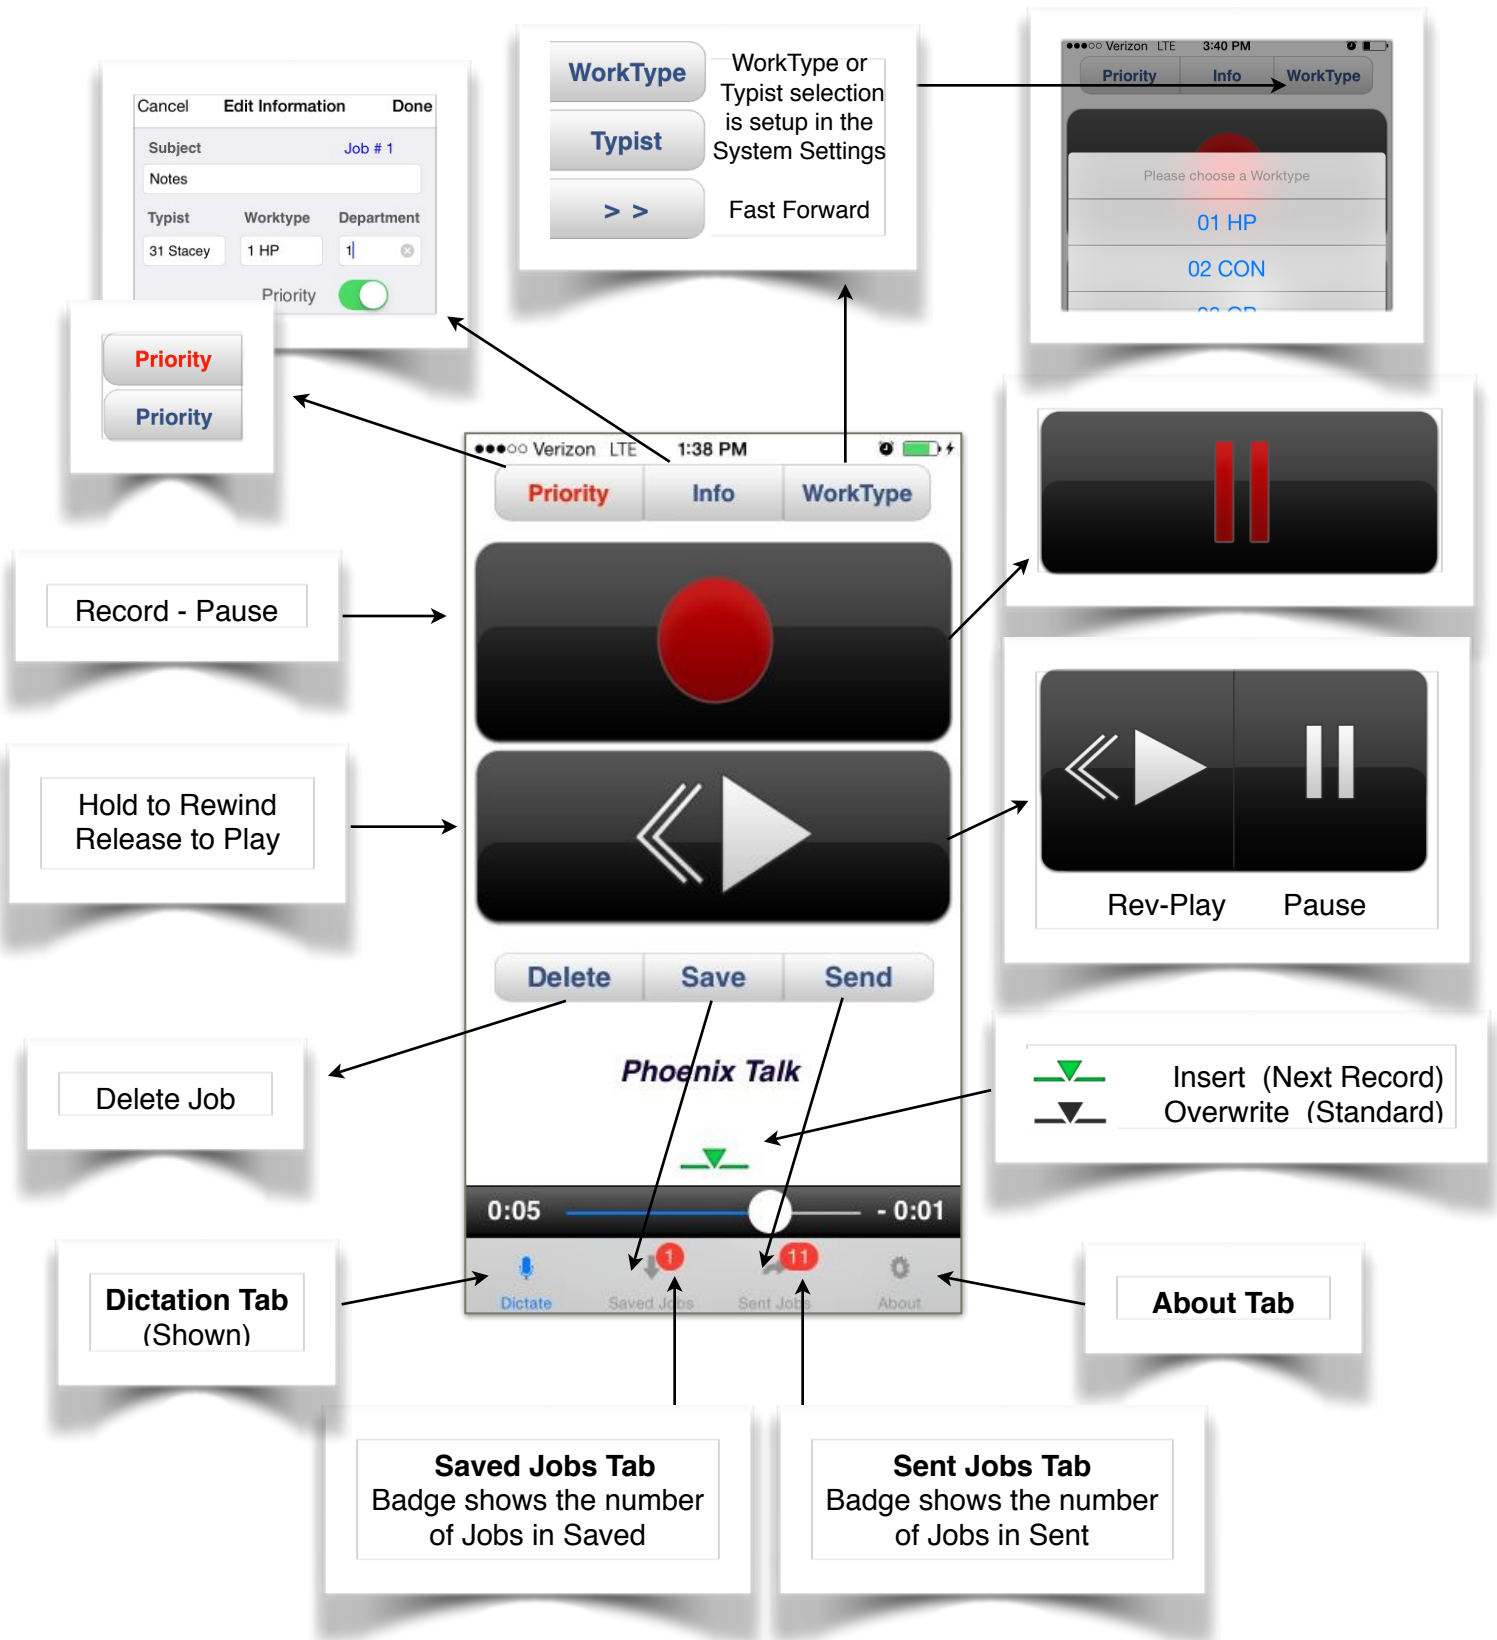 WorkType
Typist
> >
WorkType or
Typist selection
is setup in the
System Settings
Fast Forward
Verizon LTE 3:40 PM
Priority Info WorkType
Please choose a Worktype
01 HP
02 CON
Cancel Edit Information Done
Subject Job # 1
Notes
Typist Worktype Department
31 Stacey 1 HP 1
Priority
Priority
Priority
Verizon LTE 1:38 PM
Priority Info WorkType
Record - Pause
Hold to Rewind
Release to Play
Rev-Play Pause
Delete Save Send
Delete Job
Phoenix Talk
Insert (Next Record)
Overwrite (Standard)
0:05 - 0:01
1 11
Dictate Saved Jobs Sent Jobs About
Dictation Tab
(Shown)
About Tab
Saved Jobs Tab
Badge shows the number
of Jobs in Saved
Sent Jobs Tab
Badge shows the number
of Jobs in Sent